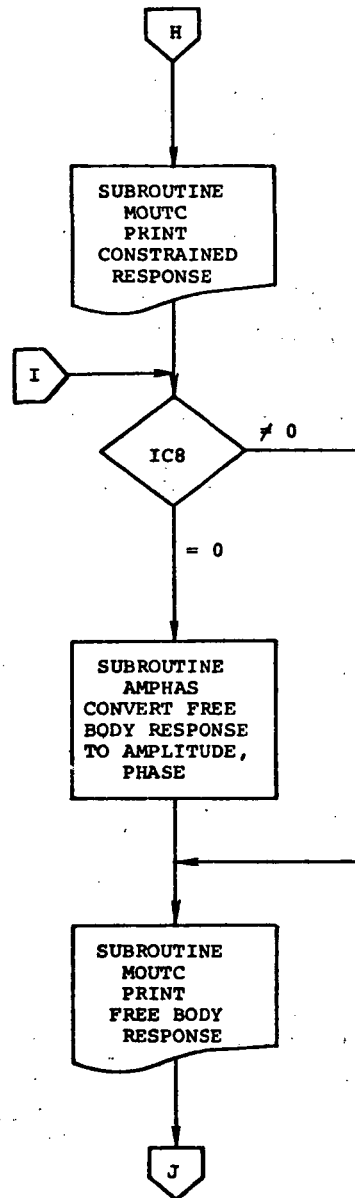 H
SUBROUTINE
MOUTC
PRINT
CONSTRAINED
RESPONSE
I
IC8
≠ 0
= 0
SUBROUTINE
AMPHAS
CONVERT FREE
BODY RESPONSE
TO AMPLITUDE,
PHASE
SUBROUTINE
MOUTC
PRINT
FREE BODY
RESPONSE
J